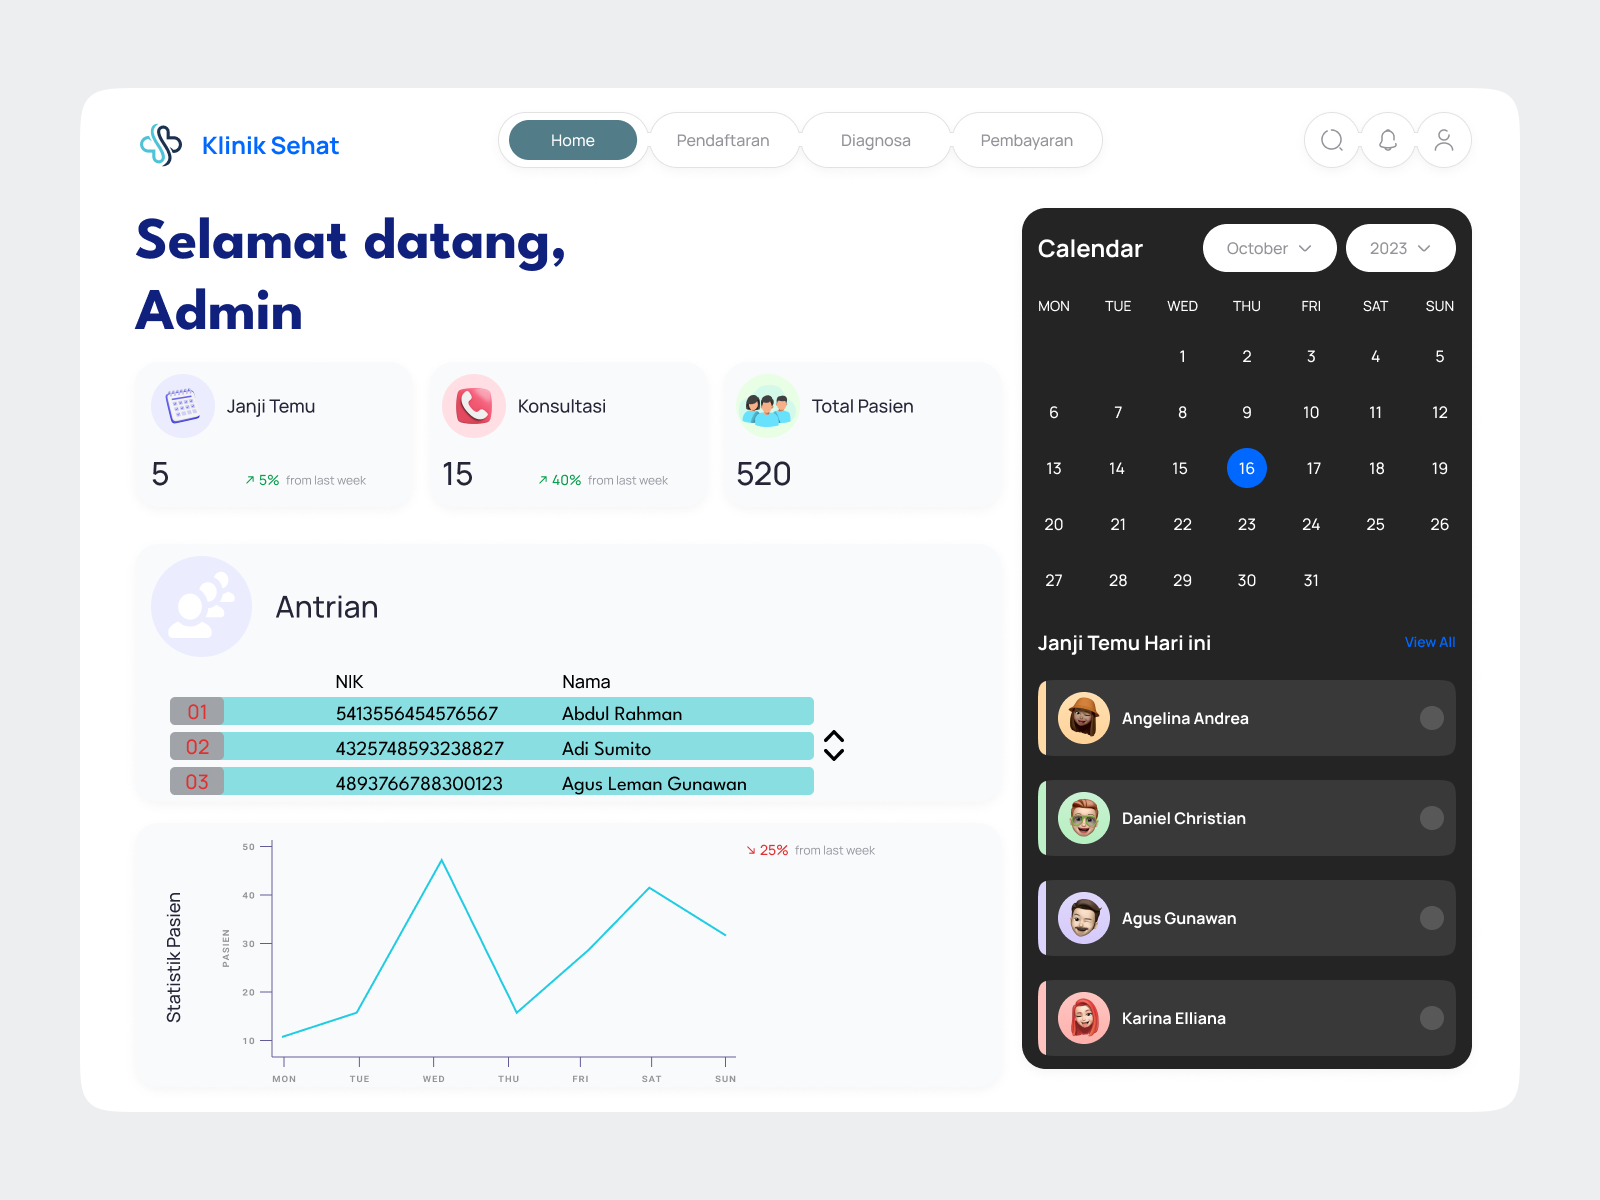 Klinik Sehat
Home
Pendaftaran
Diagnosa
Pembayaran
Selamat datang,
Admin
Janji Temu
5
5% from last week
Konsultasi
15
40% from last week
Total Pasien
520
Antrian
NIK Nama
01 5413556454576567 Abdul Rahman
02 4325748593238827 Adi Sumito
03 4893766788300123 Agus Leman Gunawan
Statistik Pasien
PASIEN
50
40
30
20
10
MON TUE WED THU FRI SAT SUN
25% from last week
Calendar
October
2023
MON TUE WED THU FRI SAT SUN
1 2 3 4 5
6 7 8 9 10 11 12
13 14 15 16 17 18 19
20 21 22 23 24 25 26
27 28 29 30 31
Janji Temu Hari ini
View All
Angelina Andrea
Daniel Christian
Agus Gunawan
Karina Elliana